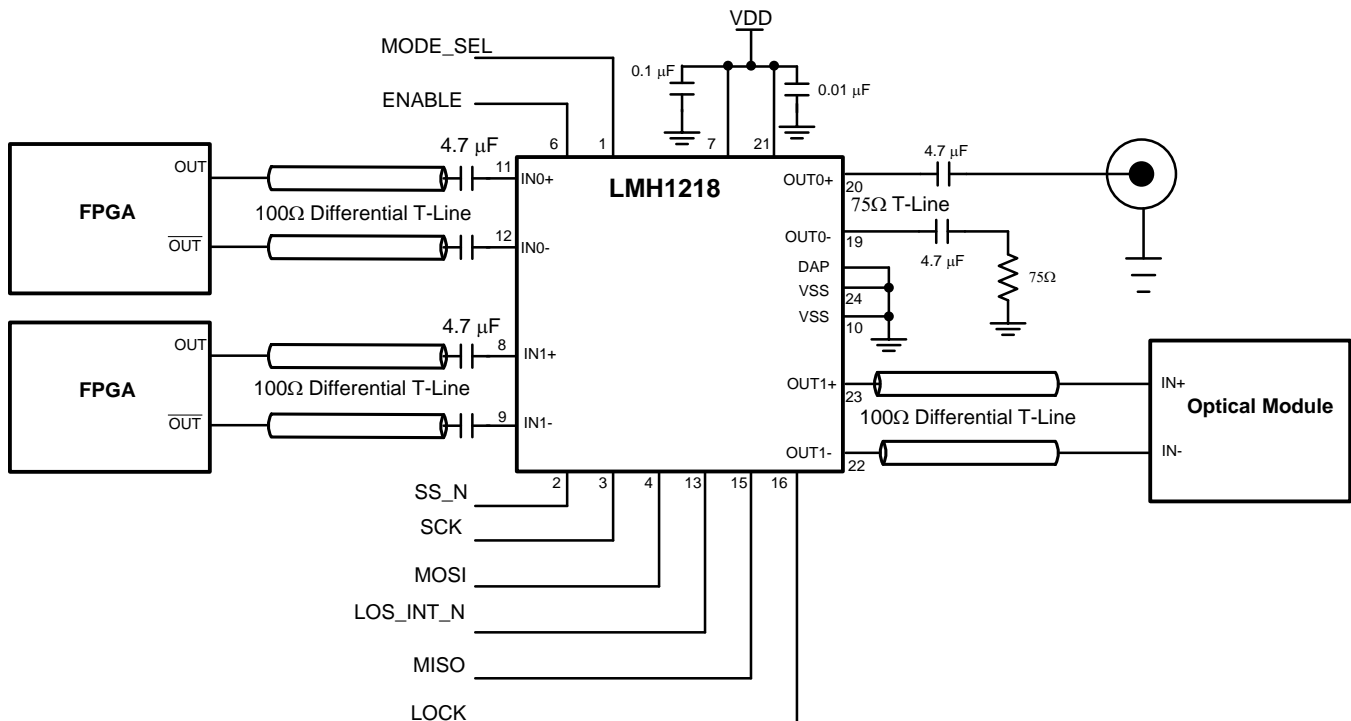 VDD
MODE_SEL
0.1 µF
0.01 µF
ENABLE
6
1
7
21
4.7 µF
4.7 µF
OUT
11
IN0+
LMH1218
OUT0+
20
FPGA
100Ω Differential T-Line
75Ω T-Line
OUT
12
IN0-
OUT0-
19
4.7 µF
75Ω
DAP
VSS
24
VSS
10
4.7 µF
OUT
8
IN1+
FPGA
100Ω Differential T-Line
OUT
9
IN1-
OUT1+
23
IN+
100Ω Differential T-Line
Optical Module
OUT1-
22
IN-
2
3
4
13
15
16
SS_N
SCK
MOSI
LOS_INT_N
MISO
LOCK